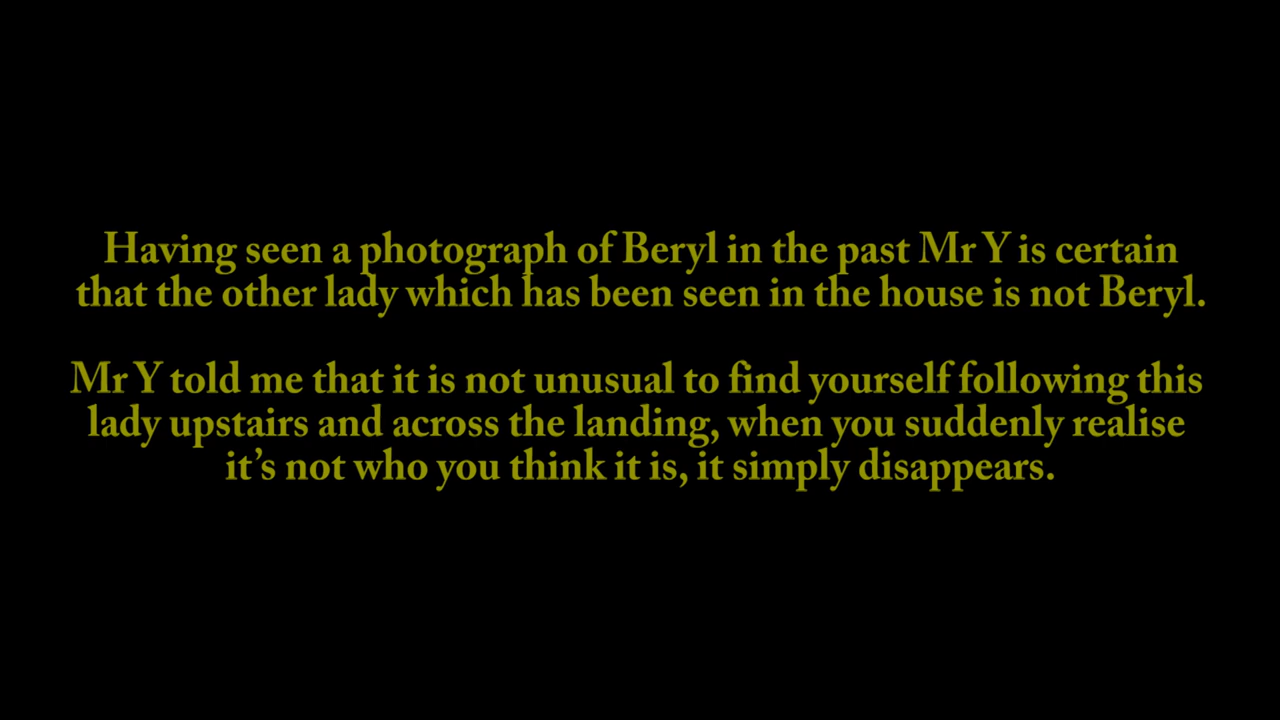 Having seen a photograph of Beryl in the past Mr Y is certain
that the other lady which has been seen in the house is not Beryl.
Mr Y told me that it is not unusual to find yourself following this
lady upstairs and across the landing, when you suddenly realise
it’s not who you think it is, it simply disappears.